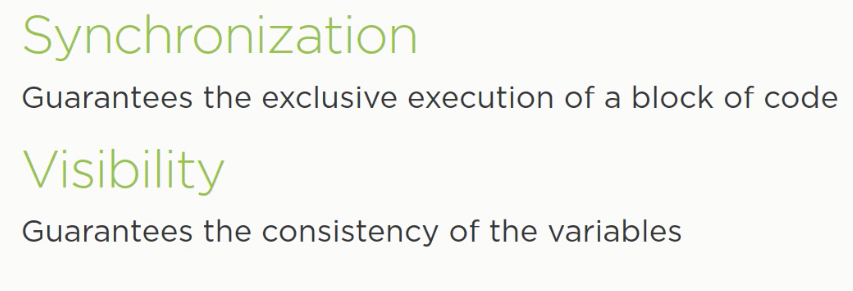 Synchronization
Guarantees the exclusive execution of a block of code
Visibility
Guarantees the consistency of the variables